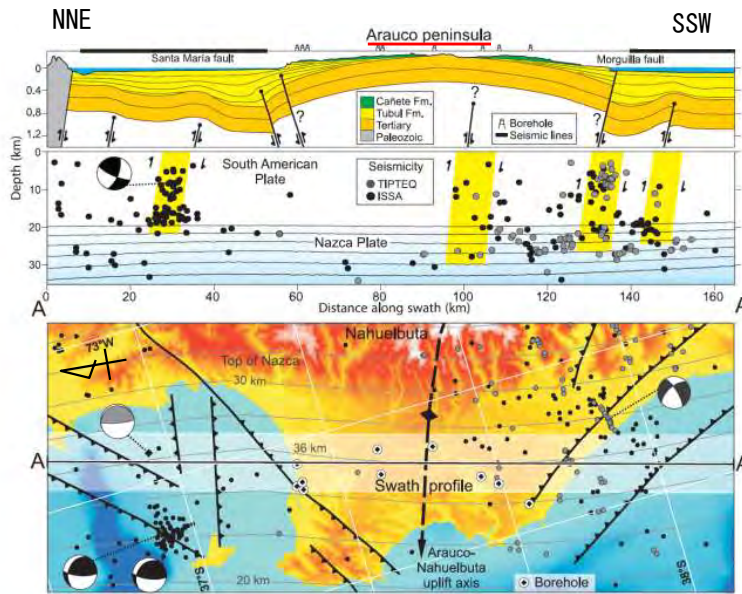 NNE
SSW
Arauco peninsula
Santa María fault
Morguilla fault
0
0.4
0.8
1.2
?
?
?
?
Cañete Fm.
Tubul Fm.
Tertiary
Paleozoic
Borehole
Seismic lines
Depth (km)
0
10
20
30
South American
Plate
Seismicity
TIPTEQ
ISSA
Nazca Plate
0 20 40 60 80 100 120 140 160
A Distance along swath (km) A
73°W
Nahuelbuta
Top of Nazca
30 km
36 km
A A
Swath profile
Arauco-
Nahuelbuta
uplift axis
37°S
38°S
20 km
Borehole